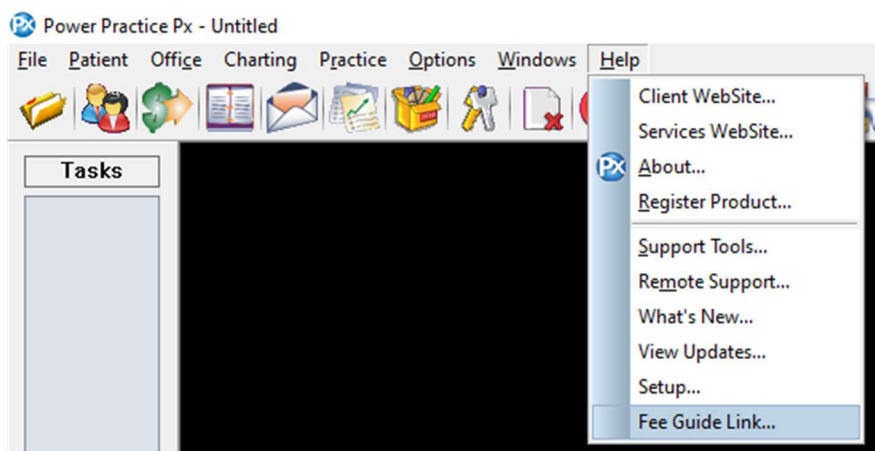 Power Practice Px - Untitled
File Patient Office Charting Practice Options Windows Help
Client WebSite...
Services WebSite...
Px About...
Register Product...
Tasks
Support Tools...
Remote Support...
What's New...
View Updates...
Setup...
Fee Guide Link...